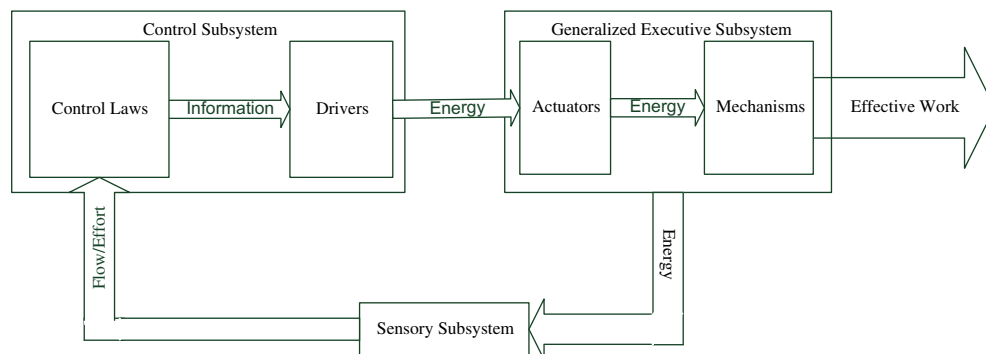 Control Subsystem
Generalized Executive Subsystem
Control Laws
Information
Drivers
Energy
Actuators
Energy
Mechanisms
Effective Work
Flow/Effort
Energy
Sensory Subsystem